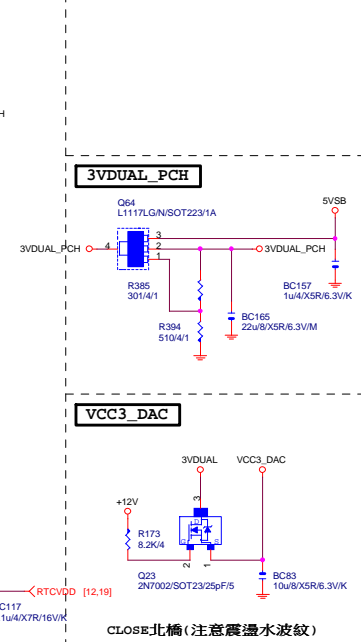 H
3VDUAL_PCH
Q64
L1117LG/N/SOT223/1A
5VSB
3VDUAL_PCH
4
3
2
1
3VDUAL_PCH
R385
301/4/1
BC157
1u/4/X5R/6.3V/K
R394
510/4/1
BC165
22u/8/X5R/6.3V/M
VCC3_DAC
3VDUAL
VCC3_DAC
+12V
3
R173
8.2K/4
D
G
S
2
1
Q23
2N7002/SOT23/25pF/5
BC83
10u/8/X5R/6.3V/K
RTCVDD [12,19]
C117
1u/4/X7R/16V/K
CLOSE北橋(注意震盪水波紋)